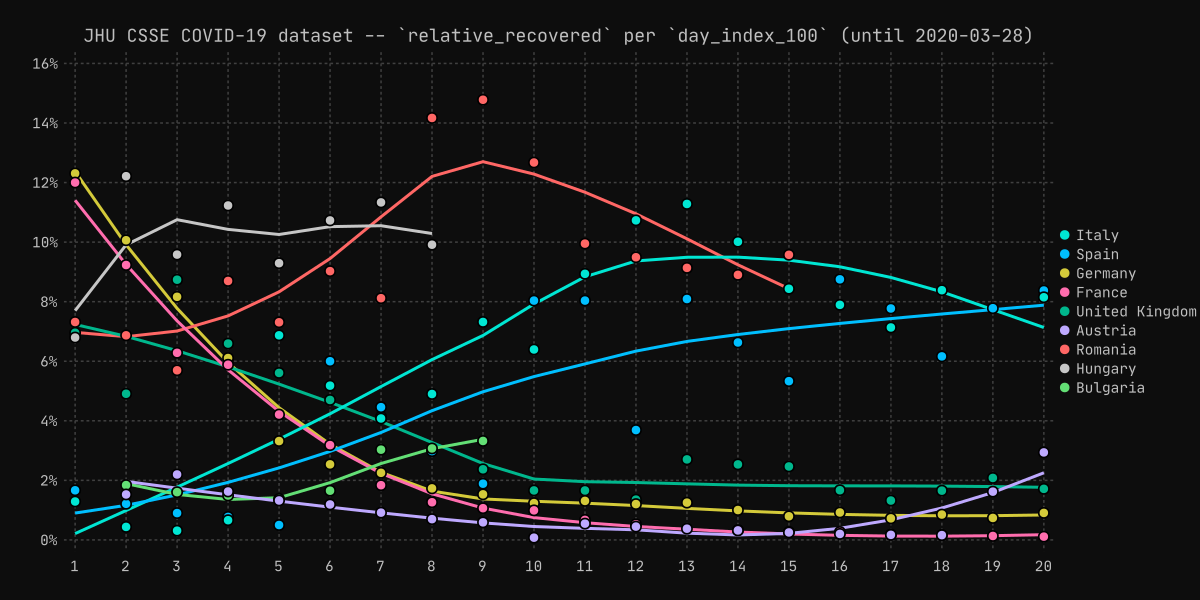 JHU CSSE COVID-19 dataset -- `relative_recovered` per `day_index_100` (until 2020-03-28)
16%
14%
12%
10%
8%
6%
4%
2%
0%
1 2 3 4 5 6 7 8 9 10 11 12 13 14 15 16 17 18 19 20
Italy
Spain
Germany
France
United Kingdom
Austria
Romania
Hungary
Bulgaria